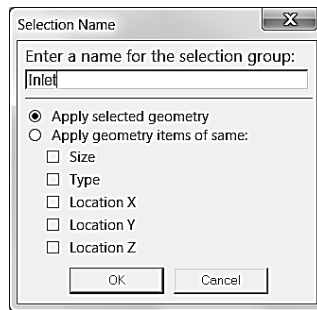 Selection Name
Enter a name for the selection group:
Inlet
Apply selected geometry
Apply geometry items of same:
Size
Type
Location X
Location Y
Location Z
OK
Cancel